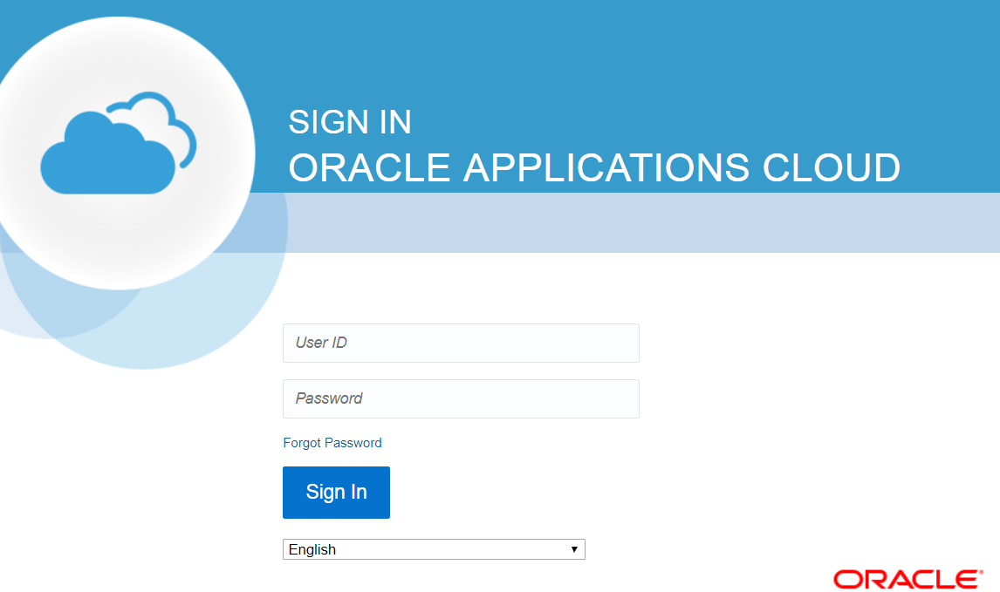 SIGN IN
ORACLE APPLICATIONS CLOUD
User ID
Password
Forgot Password
Sign In
English
ORACLE®